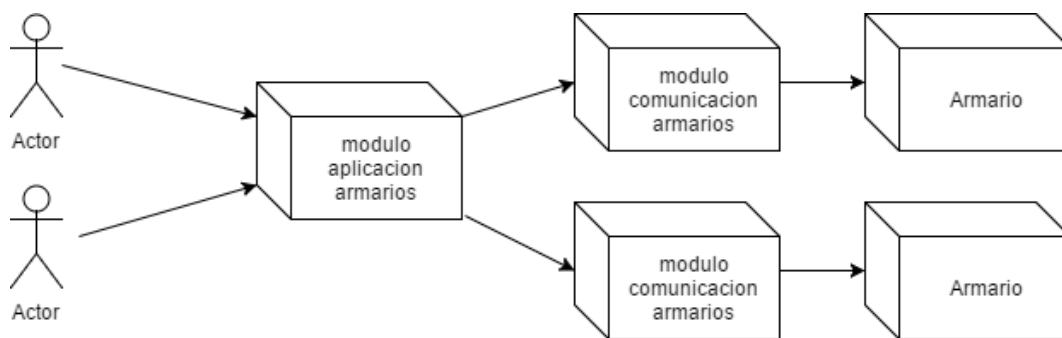 Actor
modulo
aplicacion
armarios
modulo
comunicacion
armarios
Armario
Actor
modulo
comunicacion
armarios
Armario